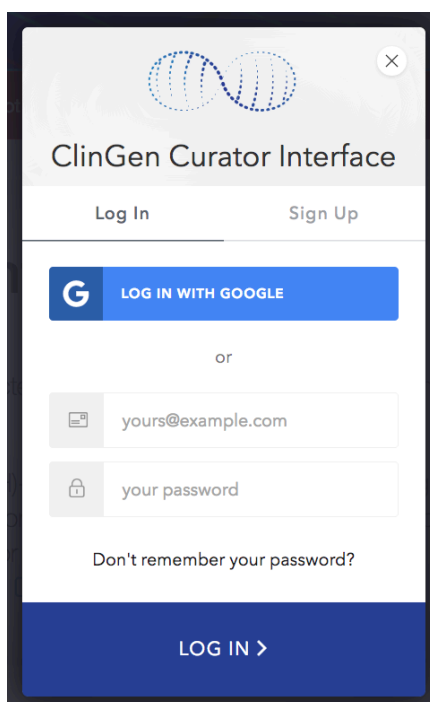 ClinGen Curator Interface
Log In Sign Up
G LOG IN WITH GOOGLE
or
yours@example.com
your password
Don't remember your password?
LOG IN >